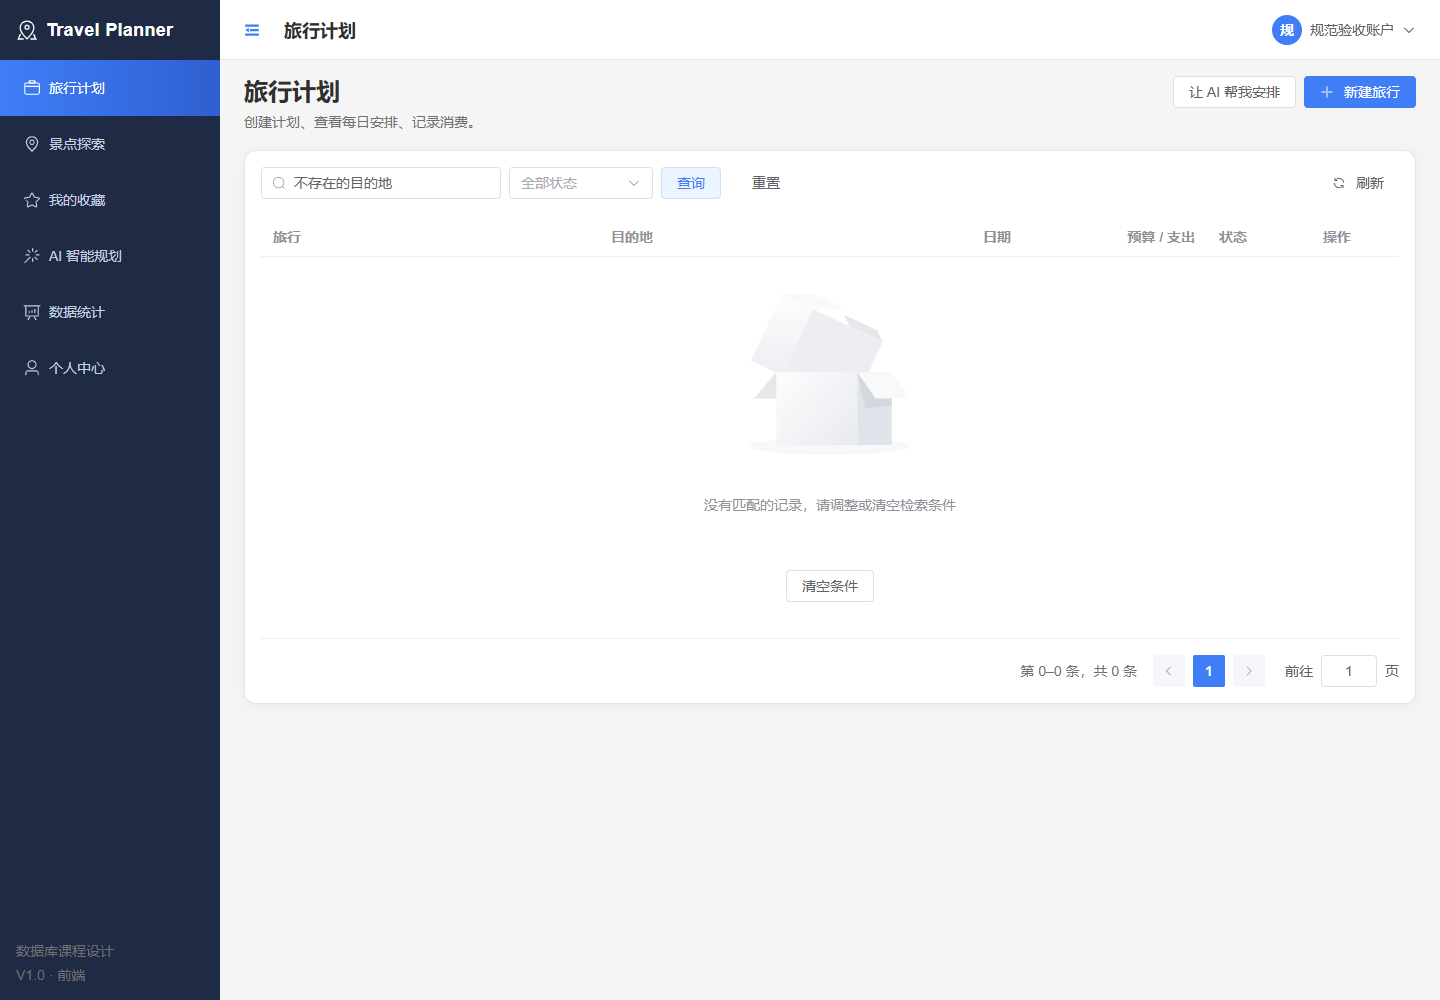 Travel Planner
旅行计划
规 规范验收账户
旅行计划
景点探索
我的收藏
AI 智能规划
数据统计
个人中心
数据库课程设计
V1.0 · 前端
旅行计划
创建计划、查看每日安排、记录消费。
让 AI 帮我安排
新建旅行
不存在的目的地 全部状态 查询 重置 刷新
旅行 目的地 日期 预算 / 支出 状态 操作
没有匹配的记录，请调整或清空检索条件
清空条件
第 0–0 条，共 0 条 1 前往 1 页